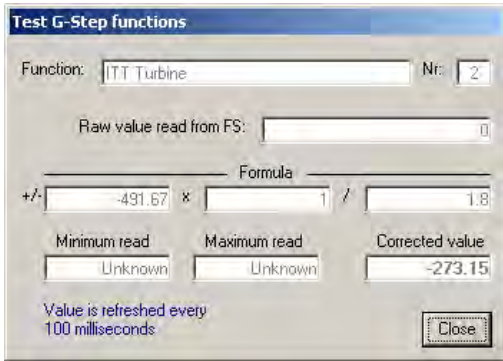 Test G-Step functions
Function: ITT Turbine Nr: 2
Raw value read from FS: 0
Formula
+/- -491.67 x 1 / 1.8
Minimum read Maximum read Corrected value
Unknown Unknown -273.15
Value is refreshed every
100 milliseconds
Close